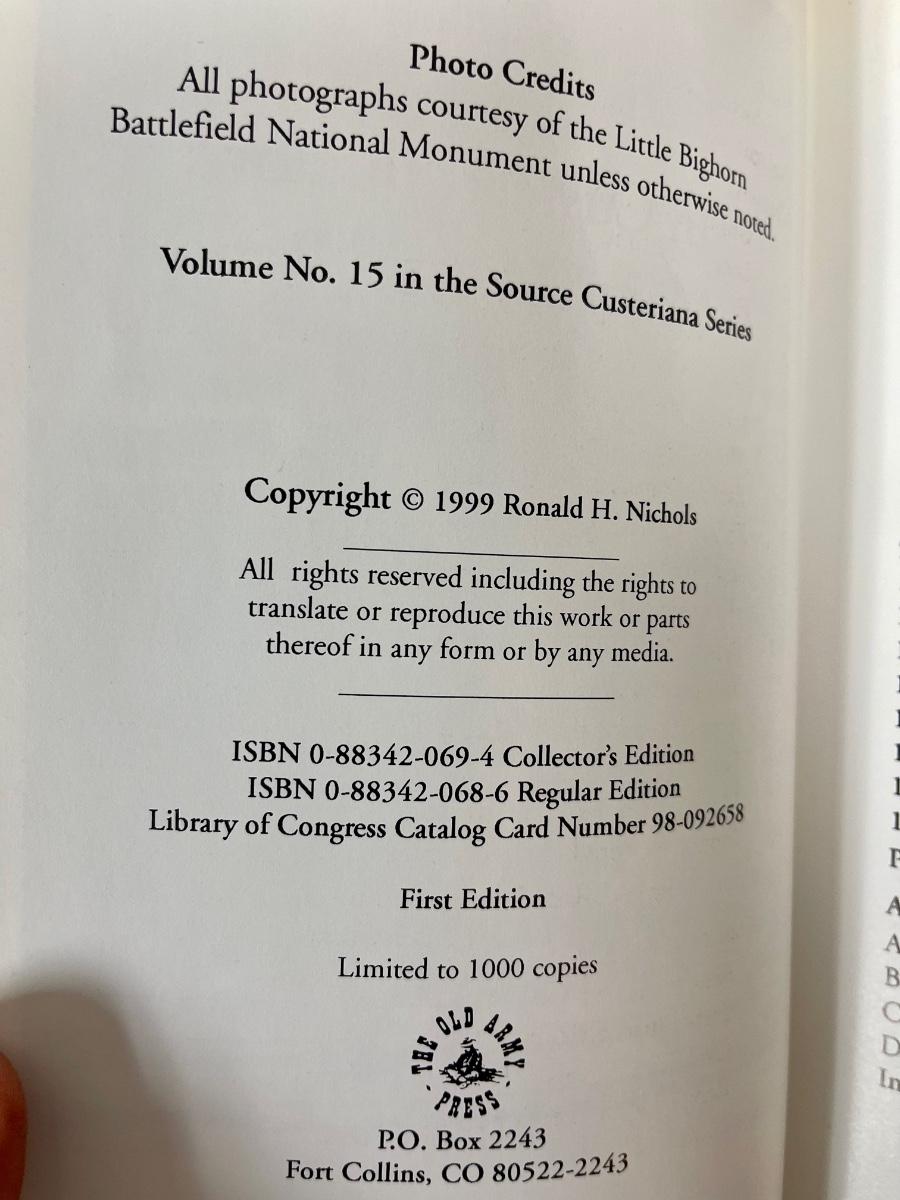 Photo Credits
All photographs courtesy of the Little Bighorn
Battlefield National Monument unless otherwise noted.
Volume No. 15 in the Source Custeriana Series
Copyright © 1999 Ronald H. Nichols
All rights reserved including the rights to
translate or reproduce this work or parts
thereof in any form or by any media.
ISBN 0-88342-069-4 Collector's Edition
ISBN 0-88342-068-6 Regular Edition
Library of Congress Catalog Card Number 98-092658
First Edition
Limited to 1000 copies
THE OLD ARMY
PRESS
P.O. Box 2243
Fort Collins, CO 80522-2243